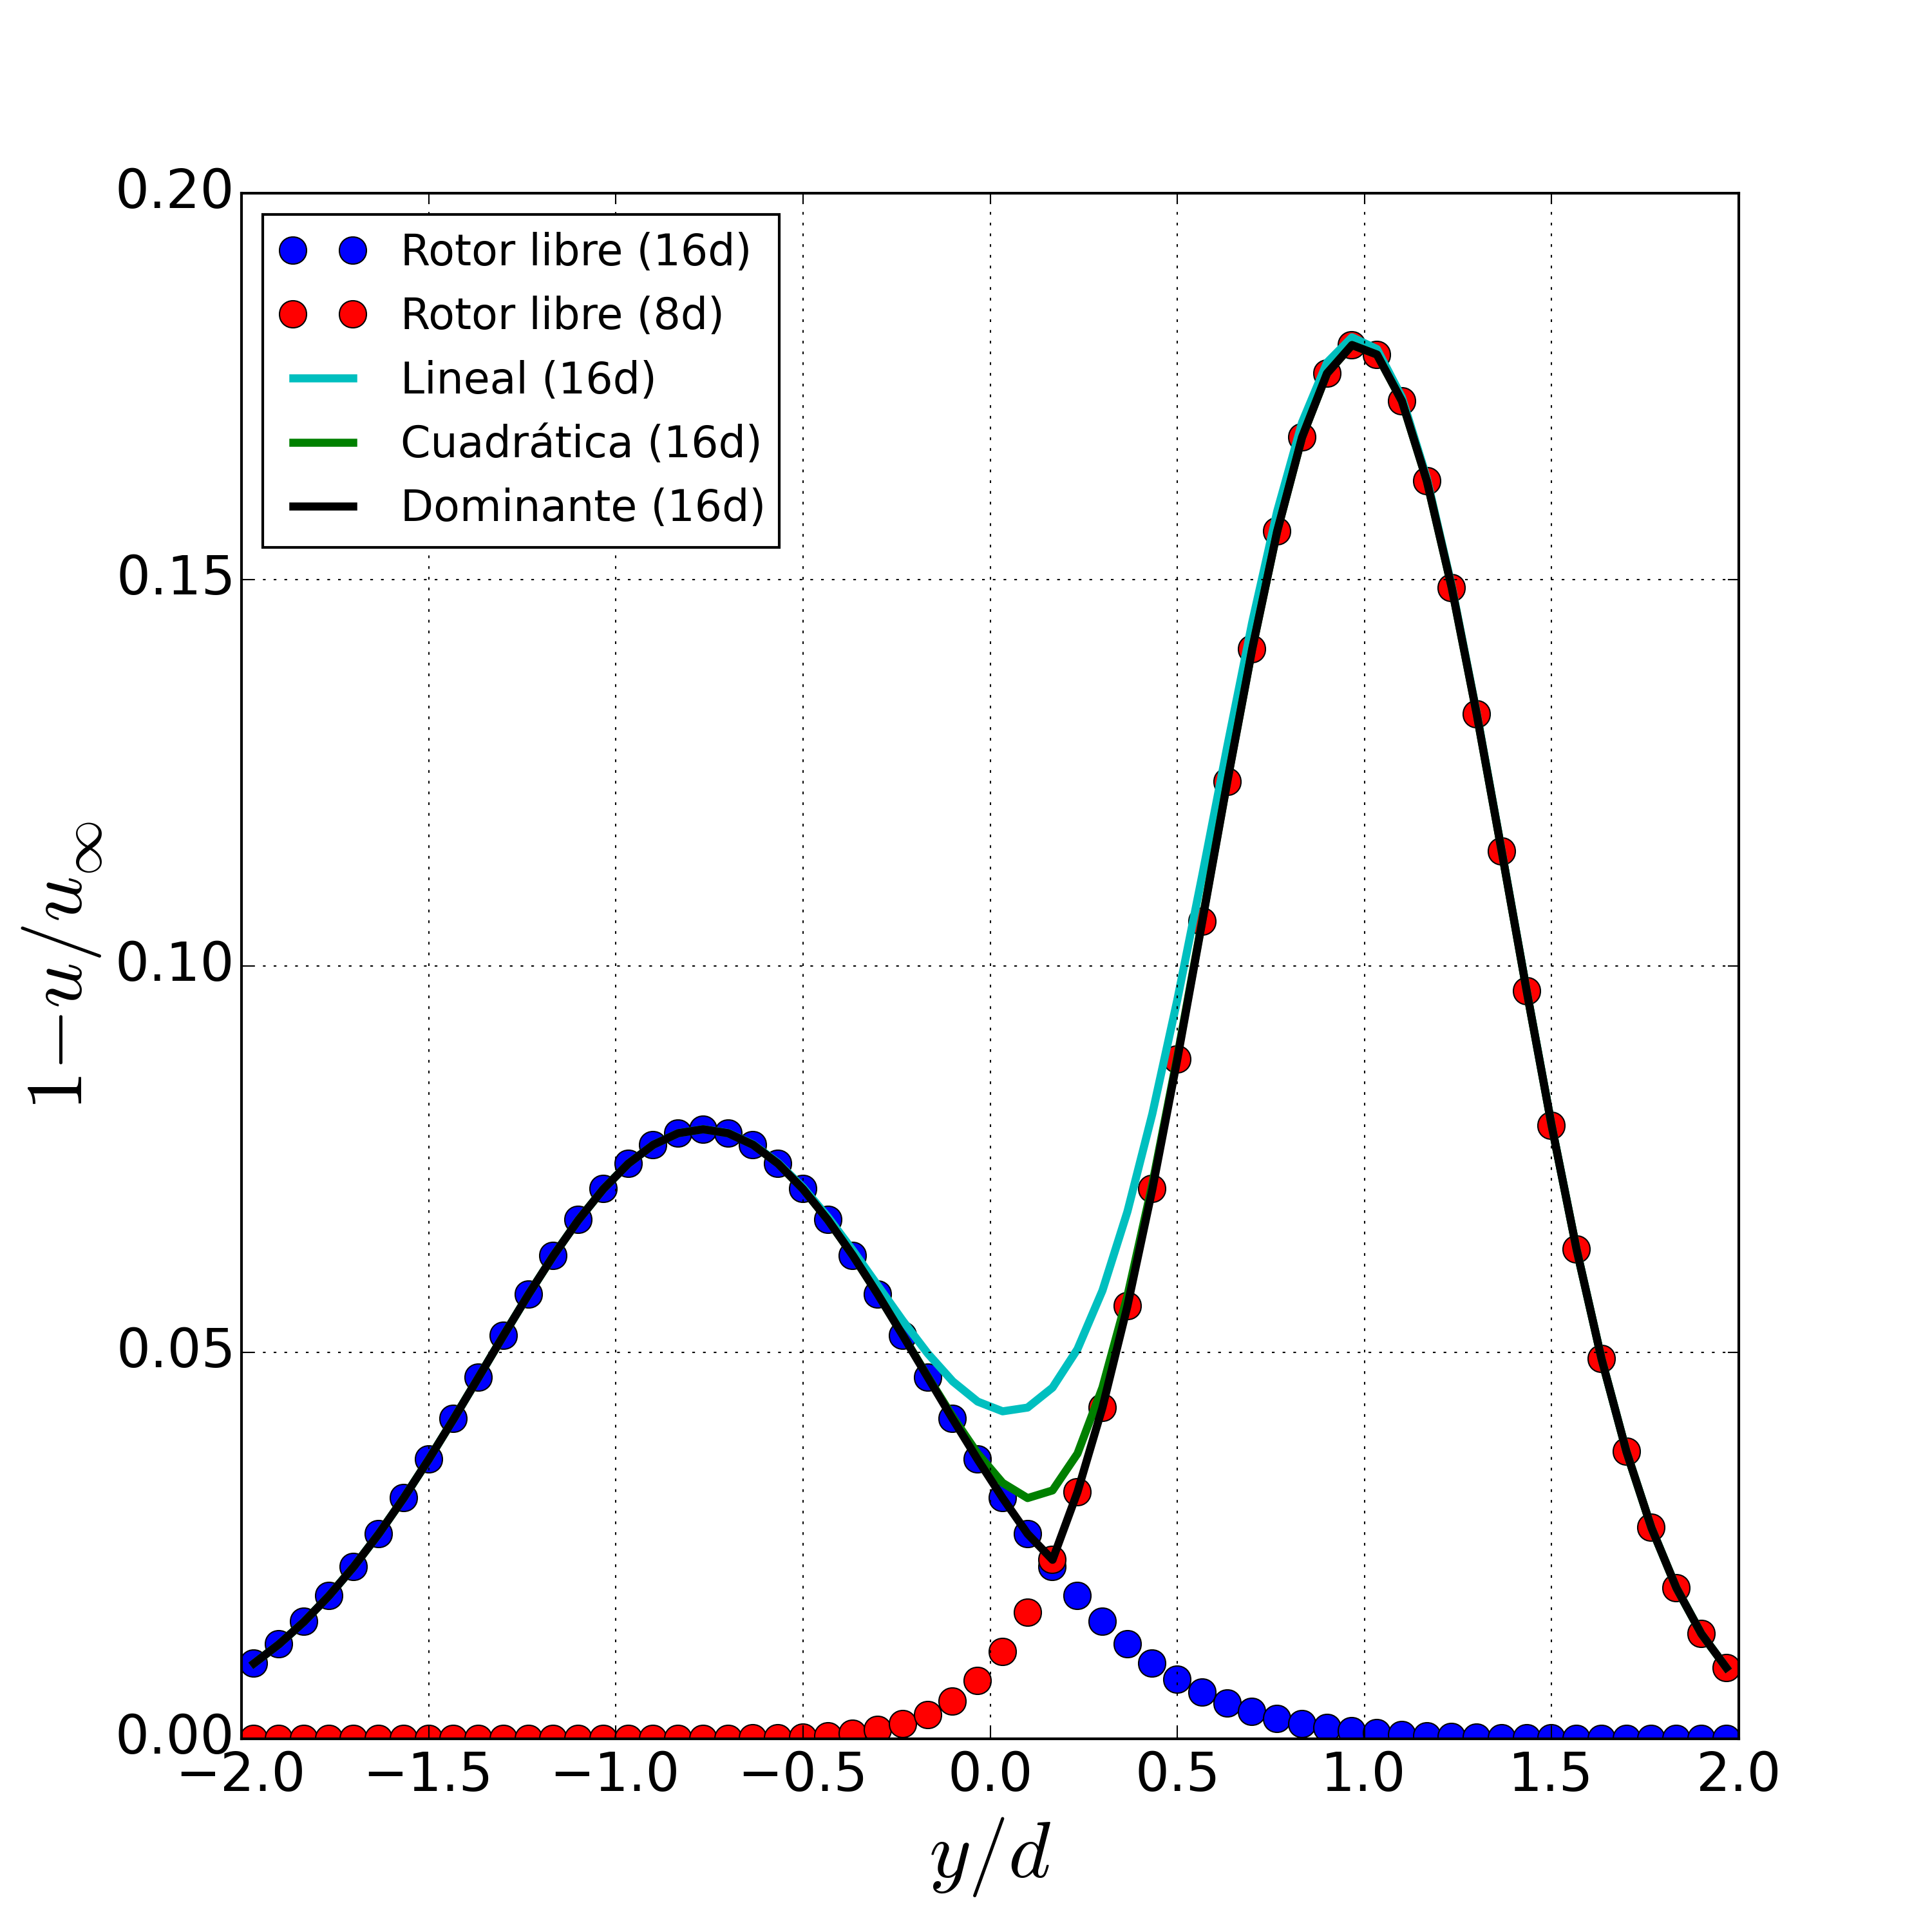 0.20
0.15
0.10
0.05
0.00
1−u/u∞
Rotor libre (16d)
Rotor libre (8d)
Lineal (16d)
Cuadrática (16d)
Dominante (16d)
−2.0 −1.5 −1.0 −0.5 0.0 0.5 1.0 1.5 2.0
y/d